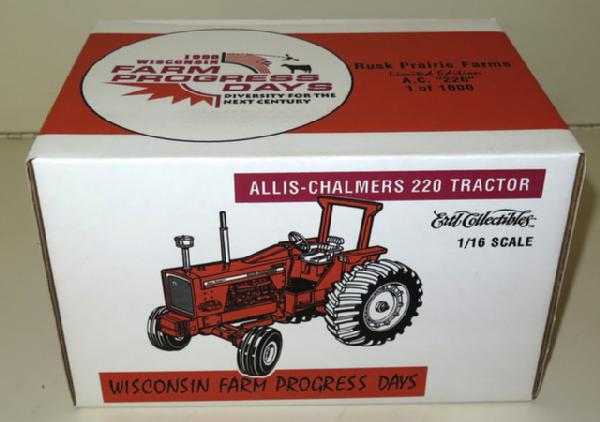 1998
WISCONSIN
FARM
PROGRESS
DAYS
DIVERSITY FOR THE
NEXT CENTURY
Rusk Prairie Farms
Limited Edition
A.C. "220"
1 of 1800
ALLIS-CHALMERS 220 TRACTOR
Ertl Collectibles™
1/16 SCALE
WISCONSIN FARM PROGRESS DAYS